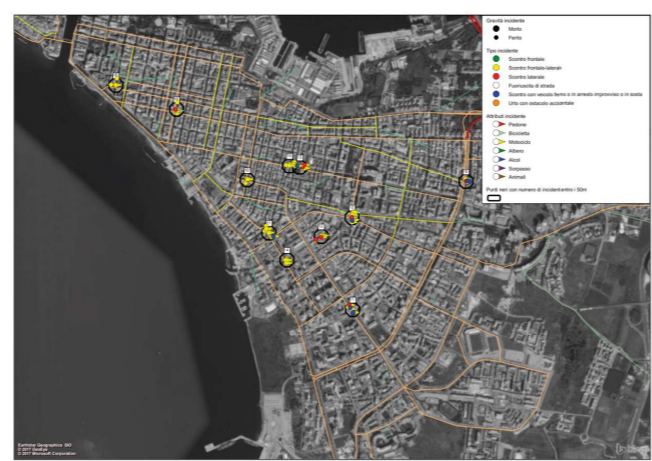 Gravità incidente
Morto
Ferito
Tipo incidente
Scontro frontale
Scontro frontale-laterale
Scontro laterale
Fuoriuscita di strada
Scontro con veicolo fermo o in arresto improvviso o in sosta
Urto con ostacolo accidentale
Attributi incidente
Pedone
Bicicletta
Motociclo
Albero
Alcol
Sorpasso
Animali
Punti neri con numero di incidenti entro i 50m
Earthstar Geographics SIO
© 2017 GeoEye
© 2017 Microsoft Corporation